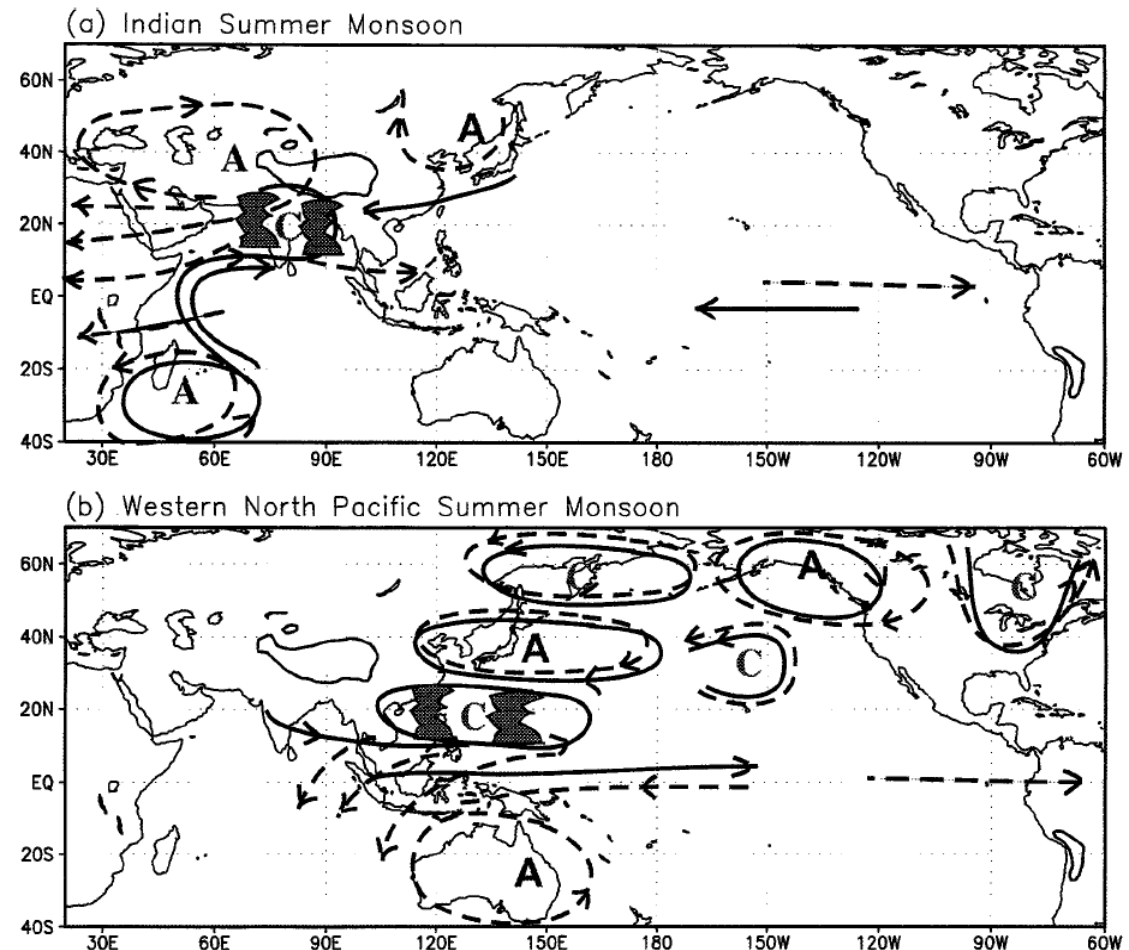 (a) Indian Summer Monsoon
60N
A
40N
A
20N
C
EQ
20S
A
40S
30E 60E 90E 120E 150E 180 150W 120W 90W 60W
(b) Western North Pacific Summer Monsoon
60N
C
A
C
40N
A
C
20N
C
EQ
20S
A
40S
30E 60E 90E 120E 150E 180 150W 120W 90W 60W